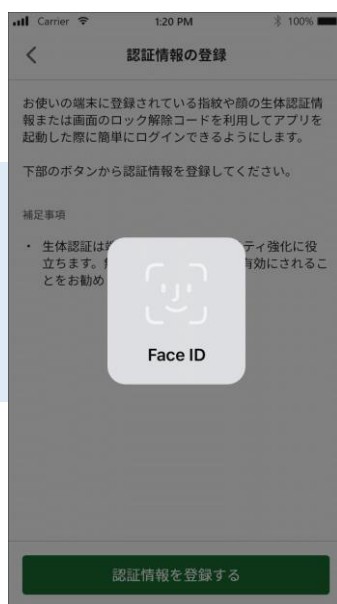 Carrier 1:20 PM 100%
認証情報の登録
お使いの端末に登録されている指紋や顔の生体認証情
報または画面のロック解除コードを利用してアプリを
起動した際に簡単にログインできるようにします。
下部のボタンから認証情報を登録してください。
補足事項
・ 生体認証は ティ強化に役
立ちます。 有効にされるこ
とをお勧め
Face ID
認証情報を登録する